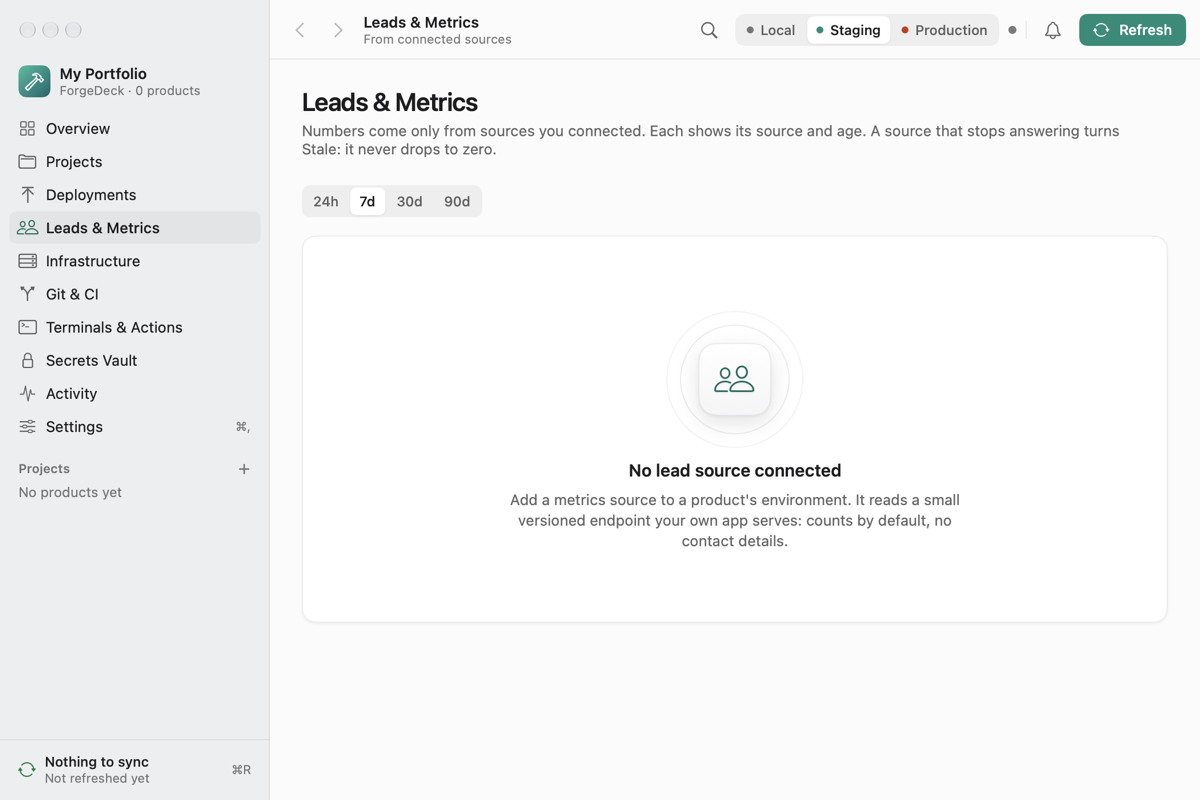 My Portfolio
ForgeDeck · 0 products
Overview
Projects
Deployments
Leads & Metrics
Infrastructure
Git & CI
Terminals & Actions
Secrets Vault
Activity
Settings ⌘,
Projects +
No products yet
Nothing to sync
Not refreshed yet
⌘R
Leads & Metrics
From connected sources
Local
Staging
Production
Refresh
Leads & Metrics
Numbers come only from sources you connected. Each shows its source and age. A source that stops answering turns
Stale: it never drops to zero.
24h 7d 30d 90d
No lead source connected
Add a metrics source to a product's environment. It reads a small
versioned endpoint your own app serves: counts by default, no
contact details.